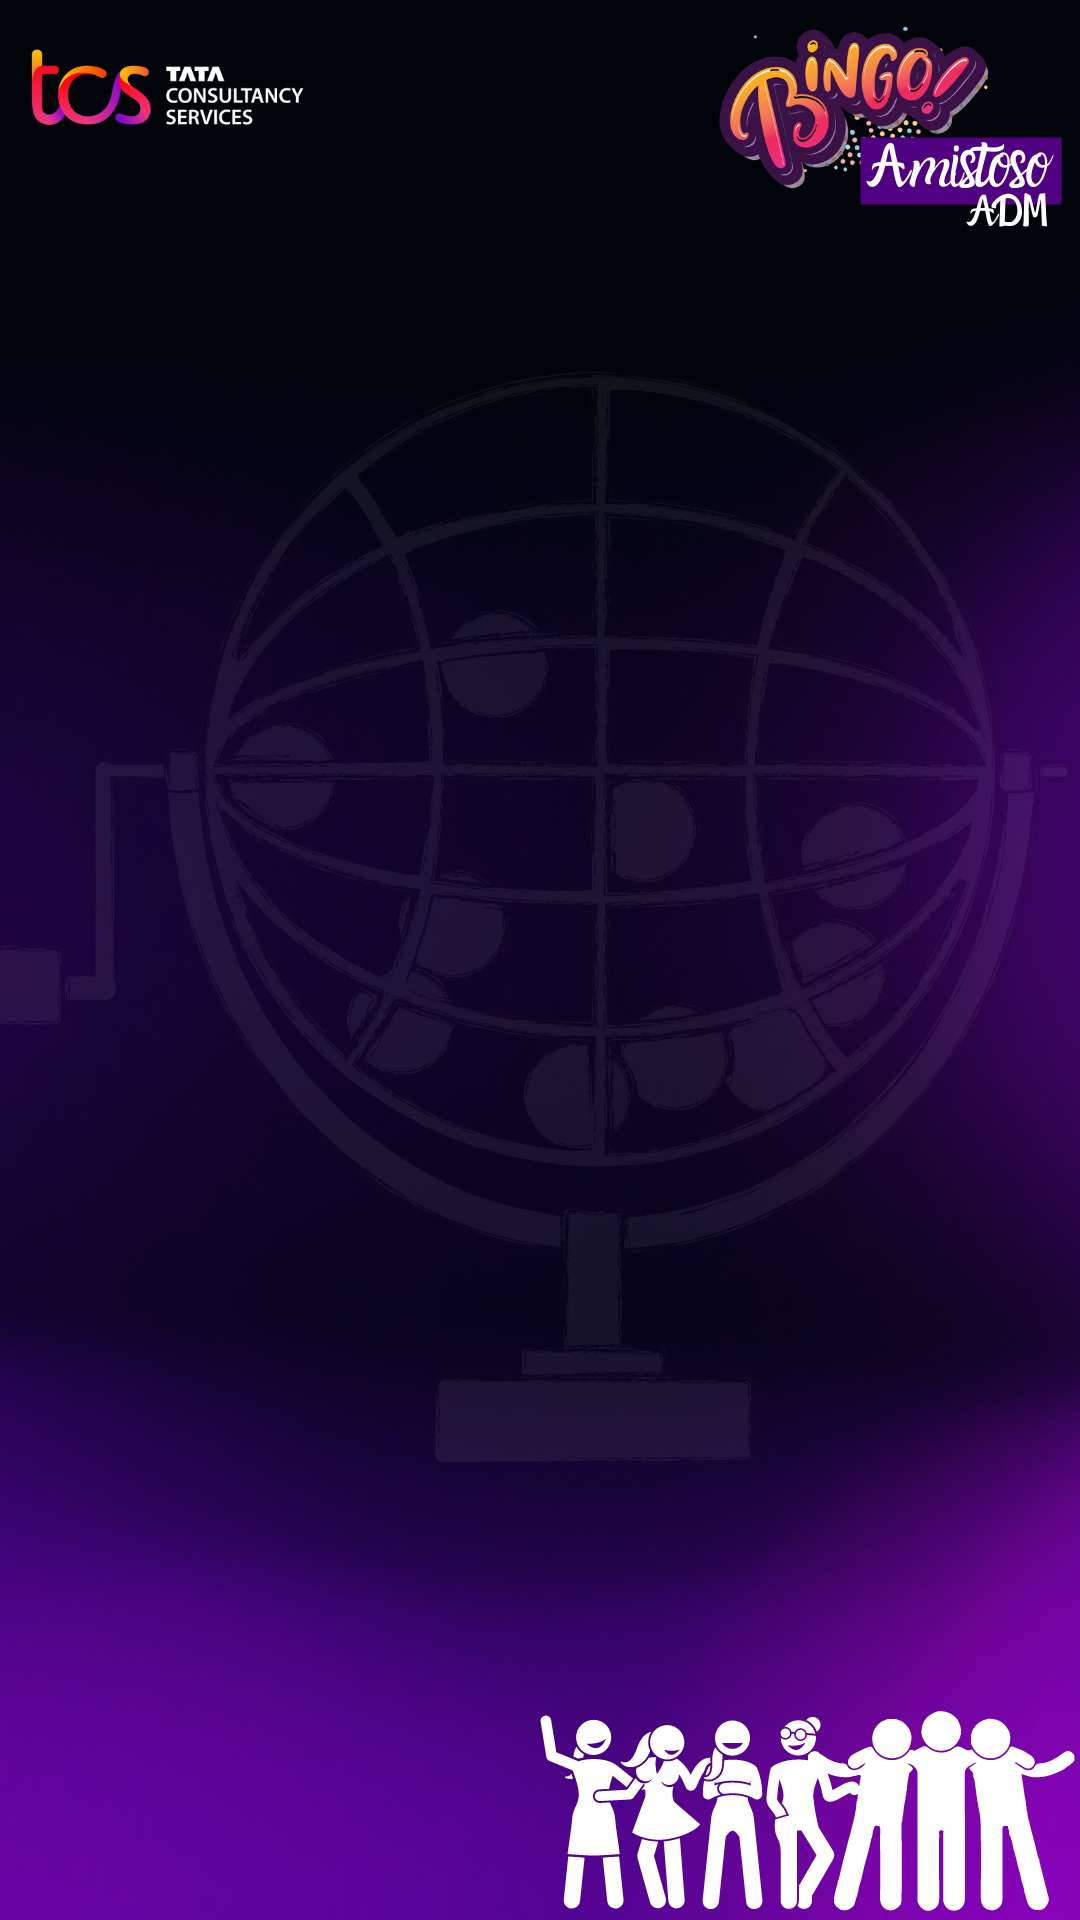 tcs
TATA
CONSULTANCY
SERVICES
BiNGO!
Amistoso
ADM